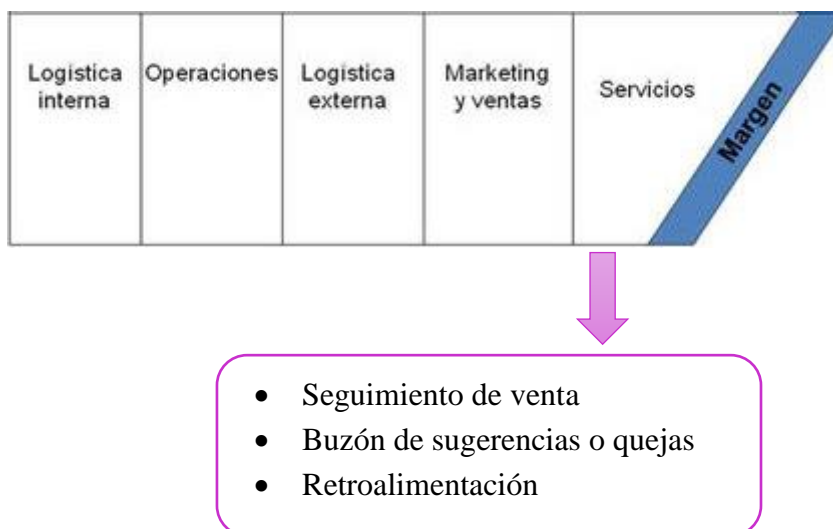 Logística
interna
Operaciones
Logística
externa
Marketing
y ventas
Servicios
Margen
• Seguimiento de venta
• Buzón de sugerencias o quejas
• Retroalimentación